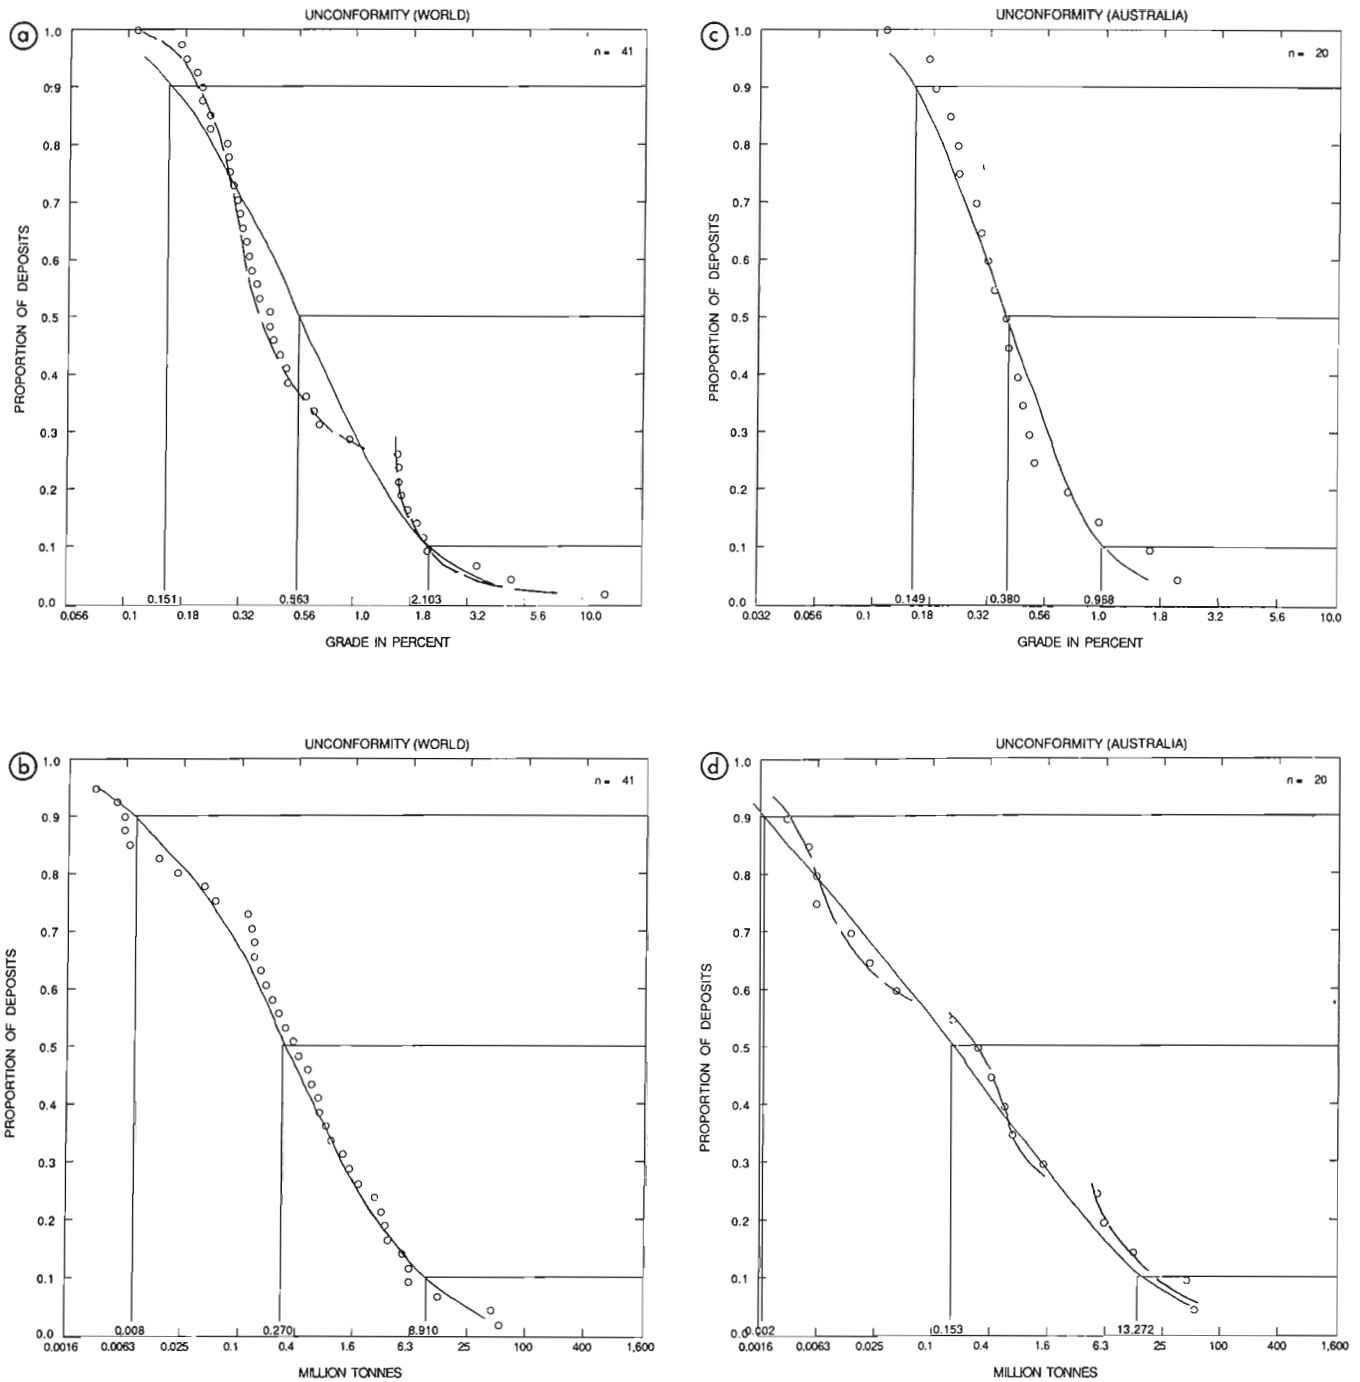 UNCONFORMITY (WORLD)
a
n = 41
PROPORTION OF DEPOSITS
1.0
0.9
0.8
0.7
0.6
0.5
0.4
0.3
0.2
0.1
0.0
0.151
0.963
2.103
0.056 0.1 0.18 0.32 0.56 1.0 1.8 3.2 5.6 10.0
GRADE IN PERCENT
UNCONFORMITY (AUSTRALIA)
c
n = 20
PROPORTION OF DEPOSITS
1.0
0.9
0.8
0.7
0.6
0.5
0.4
0.3
0.2
0.1
0.0
0.149
0.380
0.968
0.032 0.056 0.1 0.18 0.32 0.56 1.0 1.8 3.2 5.6 10.0
GRADE IN PERCENT
UNCONFORMITY (WORLD)
b
n = 41
PROPORTION OF DEPOSITS
1.0
0.9
0.8
0.7
0.6
0.5
0.4
0.3
0.2
0.1
0.0
0.008
0.270
8.910
0.0016 0.0063 0.025 0.1 0.4 1.6 6.3 25 100 400 1,600
MILLION TONNES
UNCONFORMITY (AUSTRALIA)
d
n = 20
PROPORTION OF DEPOSITS
1.0
0.9
0.8
0.7
0.6
0.5
0.4
0.3
0.2
0.1
0.0
0.002
0.153
13.272
0.0016 0.0063 0.025 0.1 0.4 1.6 6.3 25 100 400 1,600
MILLION TONNES